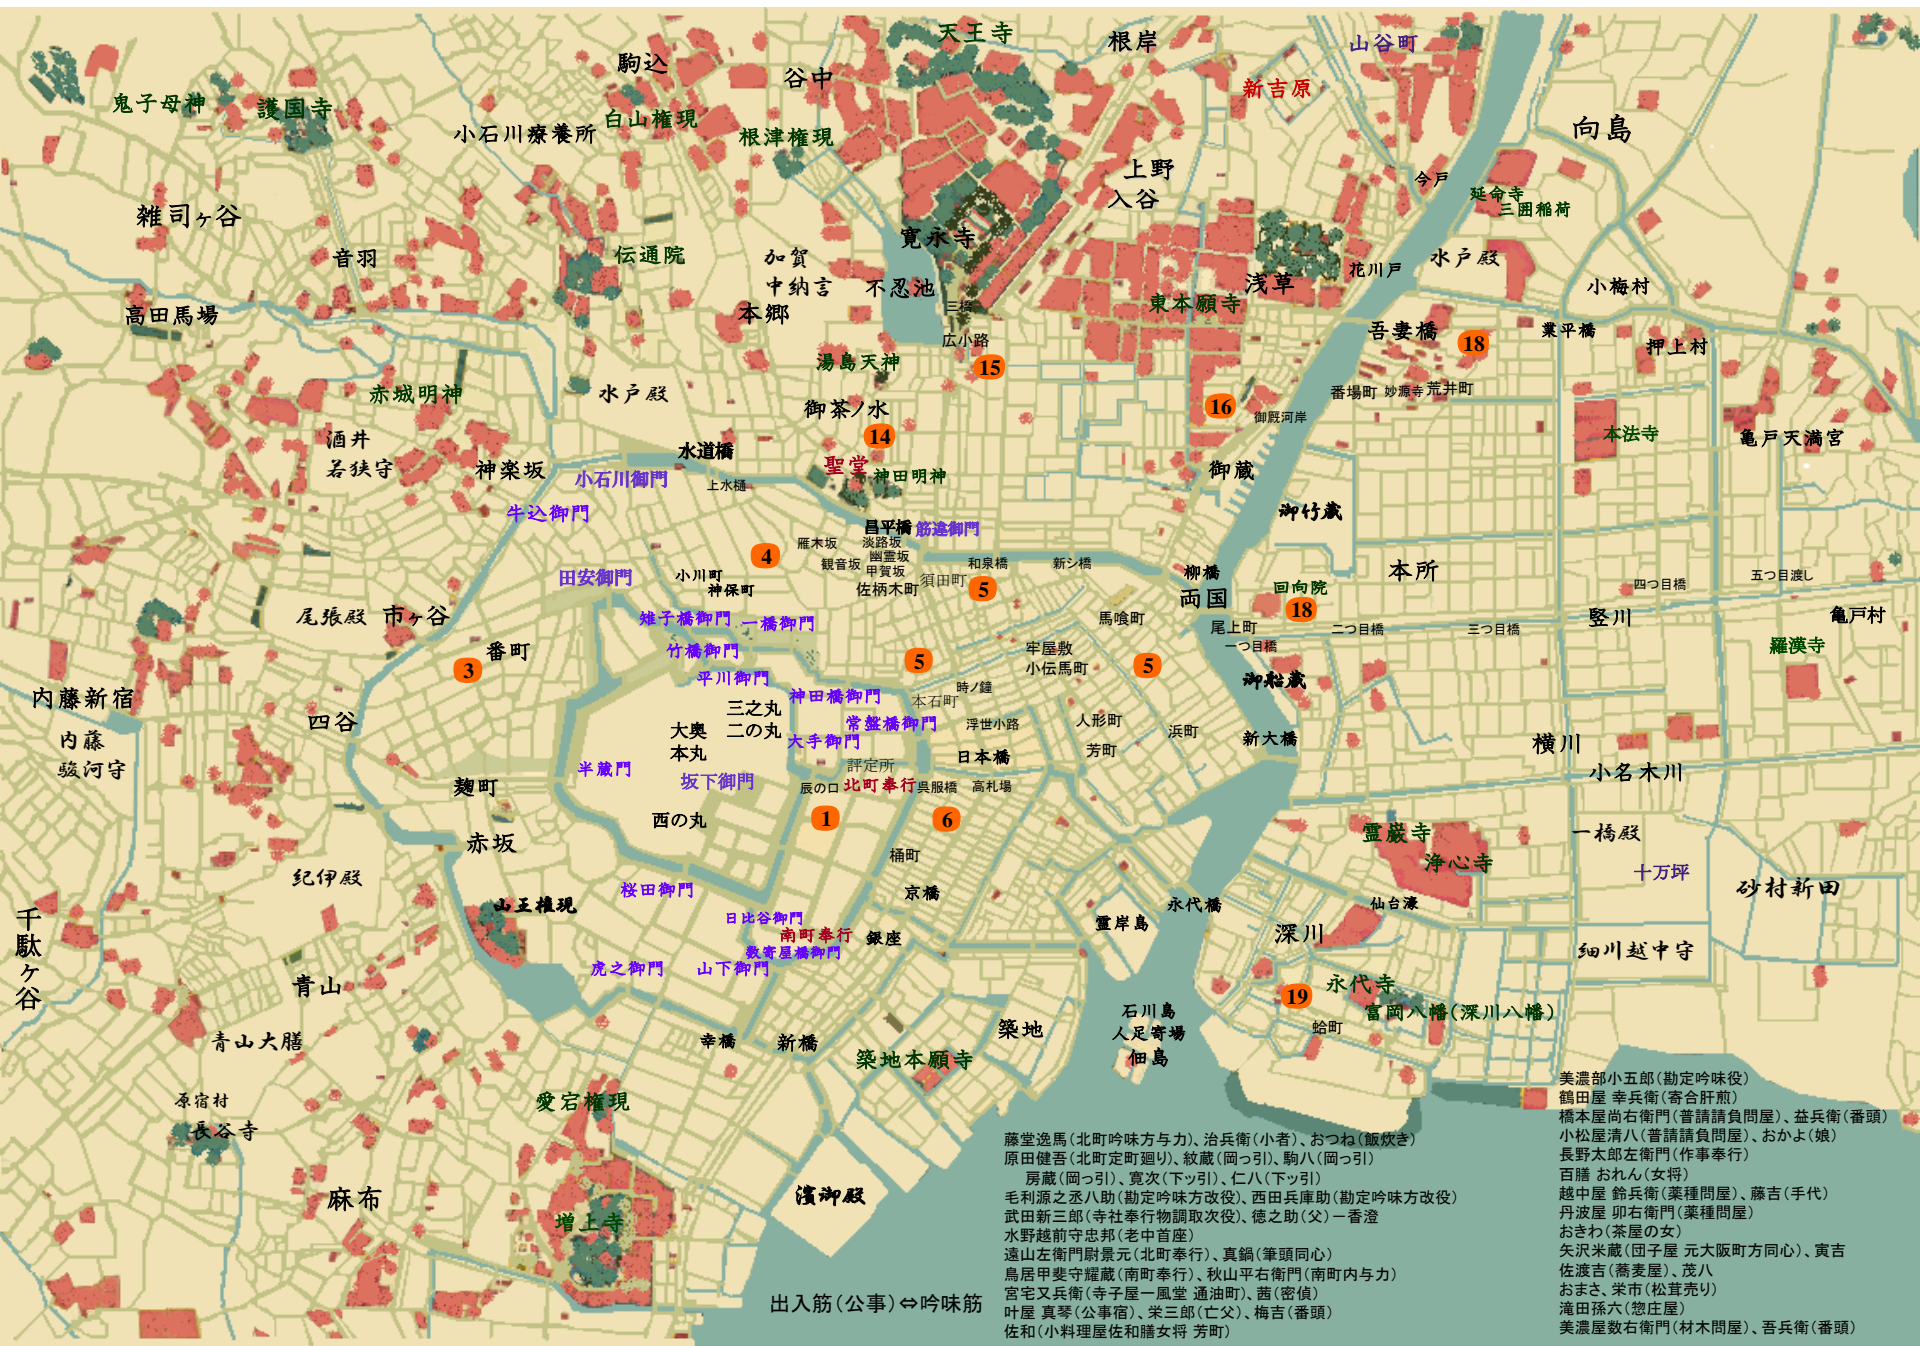 天王寺
根岸
山谷町
駒込
谷中
新吉原
鬼子母神
護国寺
小石川療養所
白山権現
根津権現
向島
上野
入谷
今戸
延命寺
三囲稲荷
雑司ヶ谷
音羽
伝通院
加賀
中納言
寛永寺
不忍池
本郷
三橋
浅草
花川戸
水戸殿
小梅村
東本願寺
高田馬場
広小路
吾妻橋
18
業平橋
押上村
湯島天神
15
赤城明神
水戸殿
御茶ノ水
14
16
御厩河岸
番場町
妙源寺
荒井町
本法寺
亀戸天満宮
酒井
若狭守
神楽坂
水道橋
小石川御門
上水樋
聖堂
神田明神
御蔵
牛込御門
昌平橋
筋違御門
御竹蔵
4
雁木坂
淡路坂
観音坂
幽霊坂
甲賀坂
和泉橋
新シ橋
柳橋
本所
田安御門
小川町
神保町
佐柄木町
須田町
5
回向院
四つ目橋
五つ目渡し
両国
18
尾張殿
市ヶ谷
雉子橋御門
一橋御門
馬喰町
尾上町
一つ目橋
二つ目橋
三つ目橋
竪川
亀戸村
番町
3
竹橋御門
5
牢屋敷
小伝馬町
5
羅漢寺
平川御門
御船蔵
内藤新宿
神田橋御門
本石町
時ノ鐘
四谷
三之丸
二の丸
大奥
本丸
常盤橋御門
大手御門
浮世小路
人形町
浜町
新大橋
内藤
駿河守
日本橋
芳町
横川
半蔵門
坂下御門
評定所
小名木川
麹町
辰の口
北町奉行
呉服橋
高札場
西の丸
1
6
赤坂
霊巌寺
浄心寺
一橋殿
桶町
紀伊殿
桜田御門
京橋
十万坪
砂村新田
山王権現
日比谷御門
永代橋
仙台濠
千駄ヶ谷
南町奉行
銀座
霊岸島
深川
数寄屋橋御門
細川越中守
虎之御門
山下御門
青山
19
永代寺
富岡八幡(深川八幡)
石川島
人足寄場
佃島
蛤町
築地
青山大膳
幸橋
新橋
築地本願寺
原宿村
長谷寺
愛宕権現
麻布
増上寺
濱御殿
出入筋(公事)⇔吟味筋
藤堂逸馬(北町吟味方与力)、治兵衛(小者)、おつね(飯炊き)
原田健吾(北町定町廻り)、紋蔵(岡っ引)、駒八(岡っ引)
房蔵(岡っ引)、寛次(下ッ引)、仁八(下ッ引)
毛利源之丞八助(勘定吟味方改役)、西田兵庫助(勘定吟味方改役)
武田新三郎(寺社奉行物調取次役)、徳之助(父)ー香澄
水野越前守忠邦(老中首座)
遠山左衛門尉景元(北町奉行)、真鍋(筆頭同心)
鳥居甲斐守耀蔵(南町奉行)、秋山平右衛門(南町内与力)
宮宅又兵衛(寺子屋一風堂 通油町)、茜(密偵)
叶屋 真琴(公事宿)、栄三郎(亡父)、梅吉(番頭)
佐和(小料理屋佐和膳女将 芳町)
美濃部小五郎(勘定吟味役)
鶴田屋 幸兵衛(寄合肝煎)
橋本屋尚右衛門(普請請負問屋)、益兵衛(番頭)
小松屋清八(普請請負問屋)、おかよ(娘)
長野太郎左衛門(作事奉行)
百膳 おれん(女将)
越中屋 鈴兵衛(薬種問屋)、藤吉(手代)
丹波屋 卯右衛門(薬種問屋)
おきわ(茶屋の女)
矢沢米蔵(団子屋 元大阪町方同心)、寅吉
佐渡吉(蕎麦屋)、茂八
おまさ、栄市(松茸売り)
滝田孫六(惣庄屋)
美濃屋数右衛門(材木問屋)、吾兵衛(番頭)